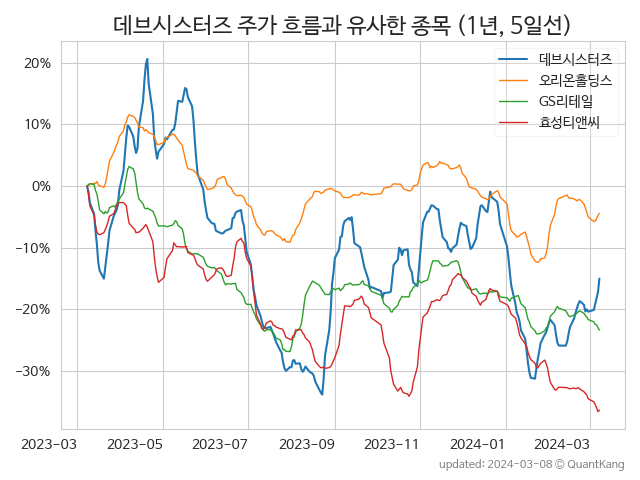 데브시스터즈 주가 흐름과 유사한 종목 (1년, 5일선)
데브시스터즈
오리온홀딩스
GS리테일
효성티앤씨
20%
10%
0%
−10%
−20%
−30%
2023−03 2023−05 2023−07 2023−09 2023−11 2024−01 2024−03
updated: 2024-03-08 © QuantKang